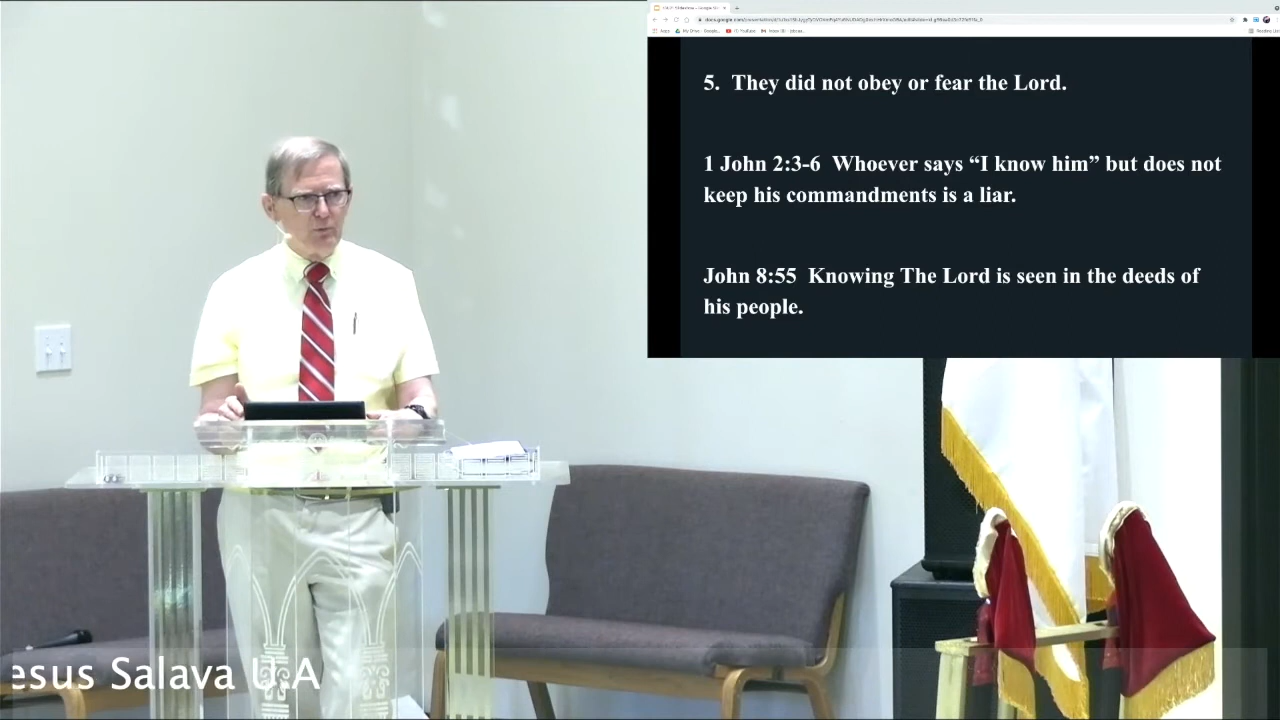 5. They did not obey or fear the Lord.
1 John 2:3-6 Whoever says “I know him” but does not
keep his commandments is a liar.
John 8:55 Knowing The Lord is seen in the deeds of
his people.
esus Salava U.A